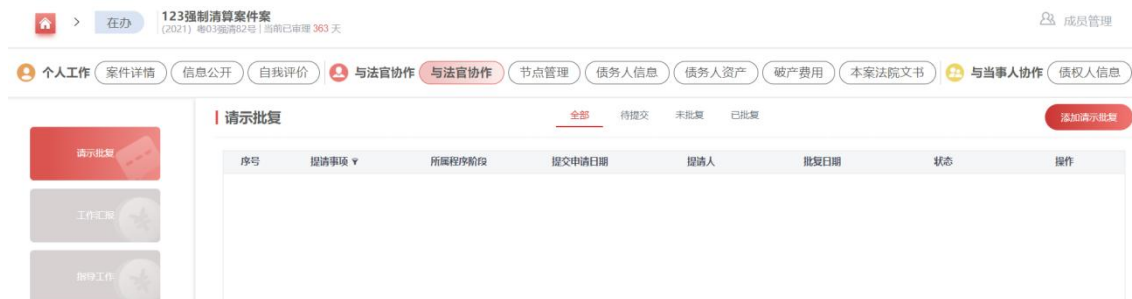 123强制清算案件案
> 在办
(2021) 粤03强清82号 | 当前已审理 363 天
成员管理
个人工作 案件详情 信息公开 自我评价 与法官协作 与法官协作 节点管理 债务人信息 债务人资产 破产费用 本案法院文书 与当事人协作 债权人信息
请示批复 全部 待提交 未批复 已批复 添加请示批复
请示批复
序号 提请事项 所属程序阶段 提交申请日期 提请人 批复日期 状态 操作
工作汇报
指导工作